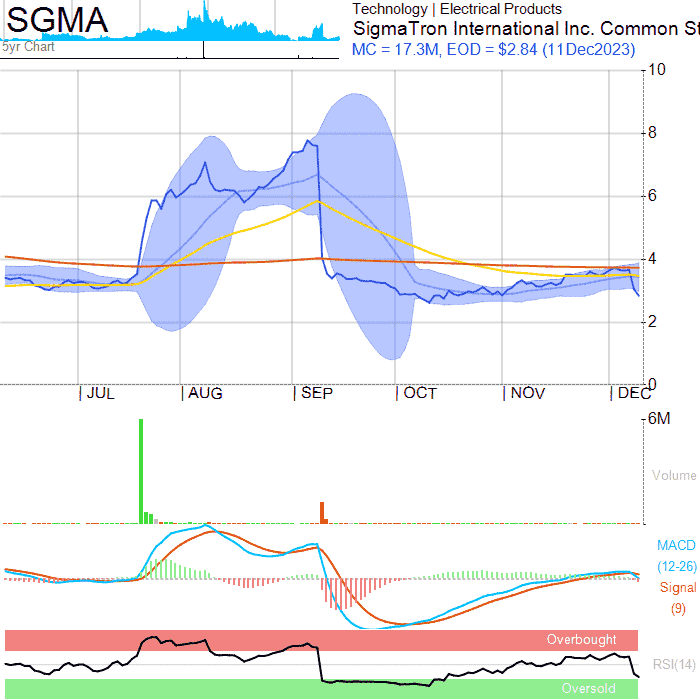 SGMA
5yr Chart
Technology | Electrical Products
SigmaTron International Inc. Common St
MC = 17.3M, EOD = $2.84 (11Dec2023)
10
8
6
4
2
0
JUL
AUG
SEP
OCT
NOV
DEC
6M
Volume
MACD
(12-26)
Signal
(9)
Overbought
RSI(14)
Oversold